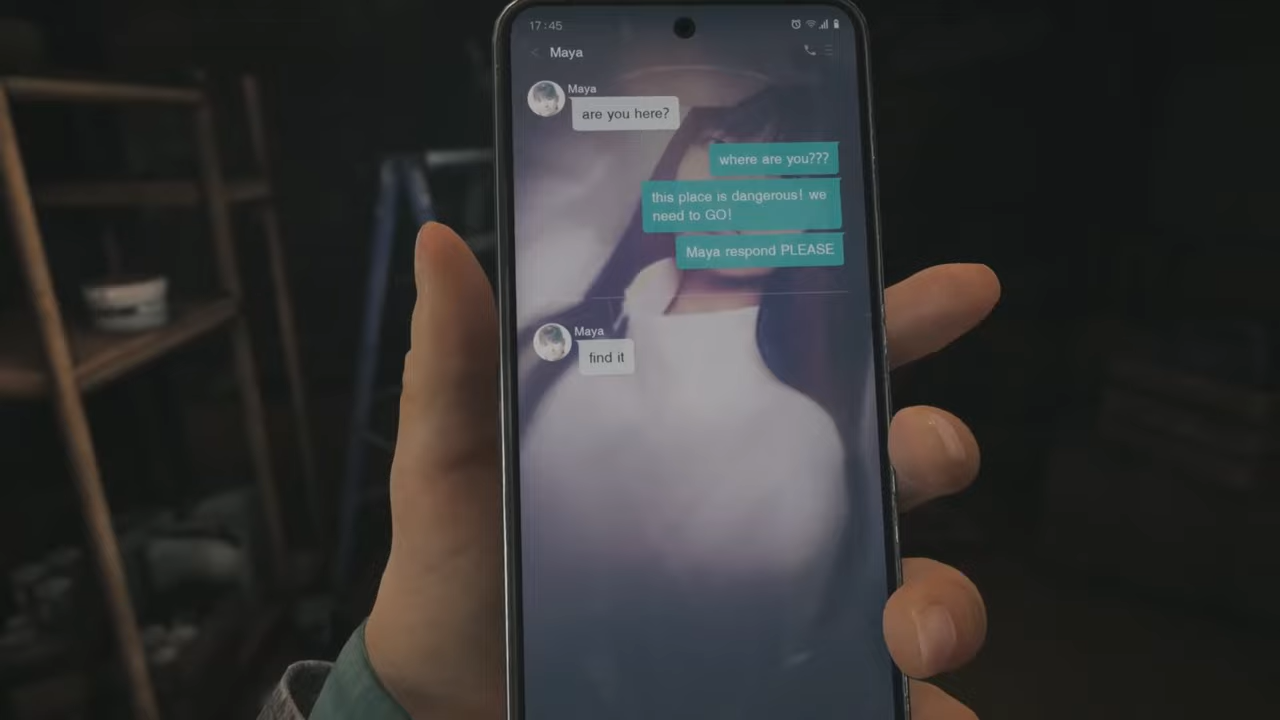 17:45
Maya
Maya
are you here?
where are you???
this place is dangerous! we
need to GO!
Maya respond PLEASE
Maya
find it